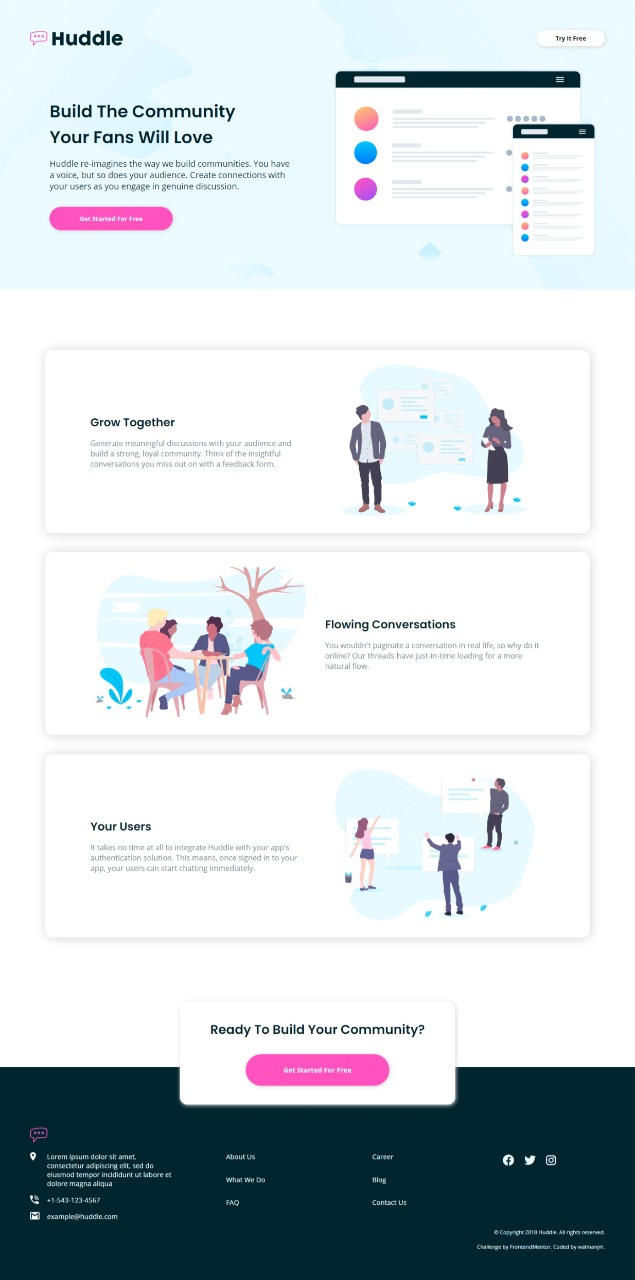 Huddle
Try It Free
Build The Community
Your Fans Will Love
Huddle re-imagines the way we build communities. You have
a voice, but so does your audience. Create connections with
your users as you engage in genuine discussion.
Get Started For Free
Grow Together
Generate meaningful discussions with your audience and
build a strong, loyal community. Think of the insightful
conversations you miss out on with a feedback form.
Flowing Conversations
You wouldn't paginate a conversation in real life, so why do it
online? Our threads have just-in-time loading for a more
natural flow.
Your Users
It takes no time at all to integrate Huddle with your app's
authentication solution. This means, once signed in to your
app, your users can start chatting immediately.
Ready To Build Your Community?
Get Started For Free
Lorem ipsum dolor sit amet,
consectetur adipiscing elit, sed do
eiusmod tempor incididunt ut labore et
dolore magna aliqua
+1-543-123-4567
example@huddle.com
About Us
What We Do
FAQ
Career
Blog
Contact Us
© Copyright 2018 Huddle. All rights reserved.
Challenge by FrontendMentor. Coded by walmanjm.